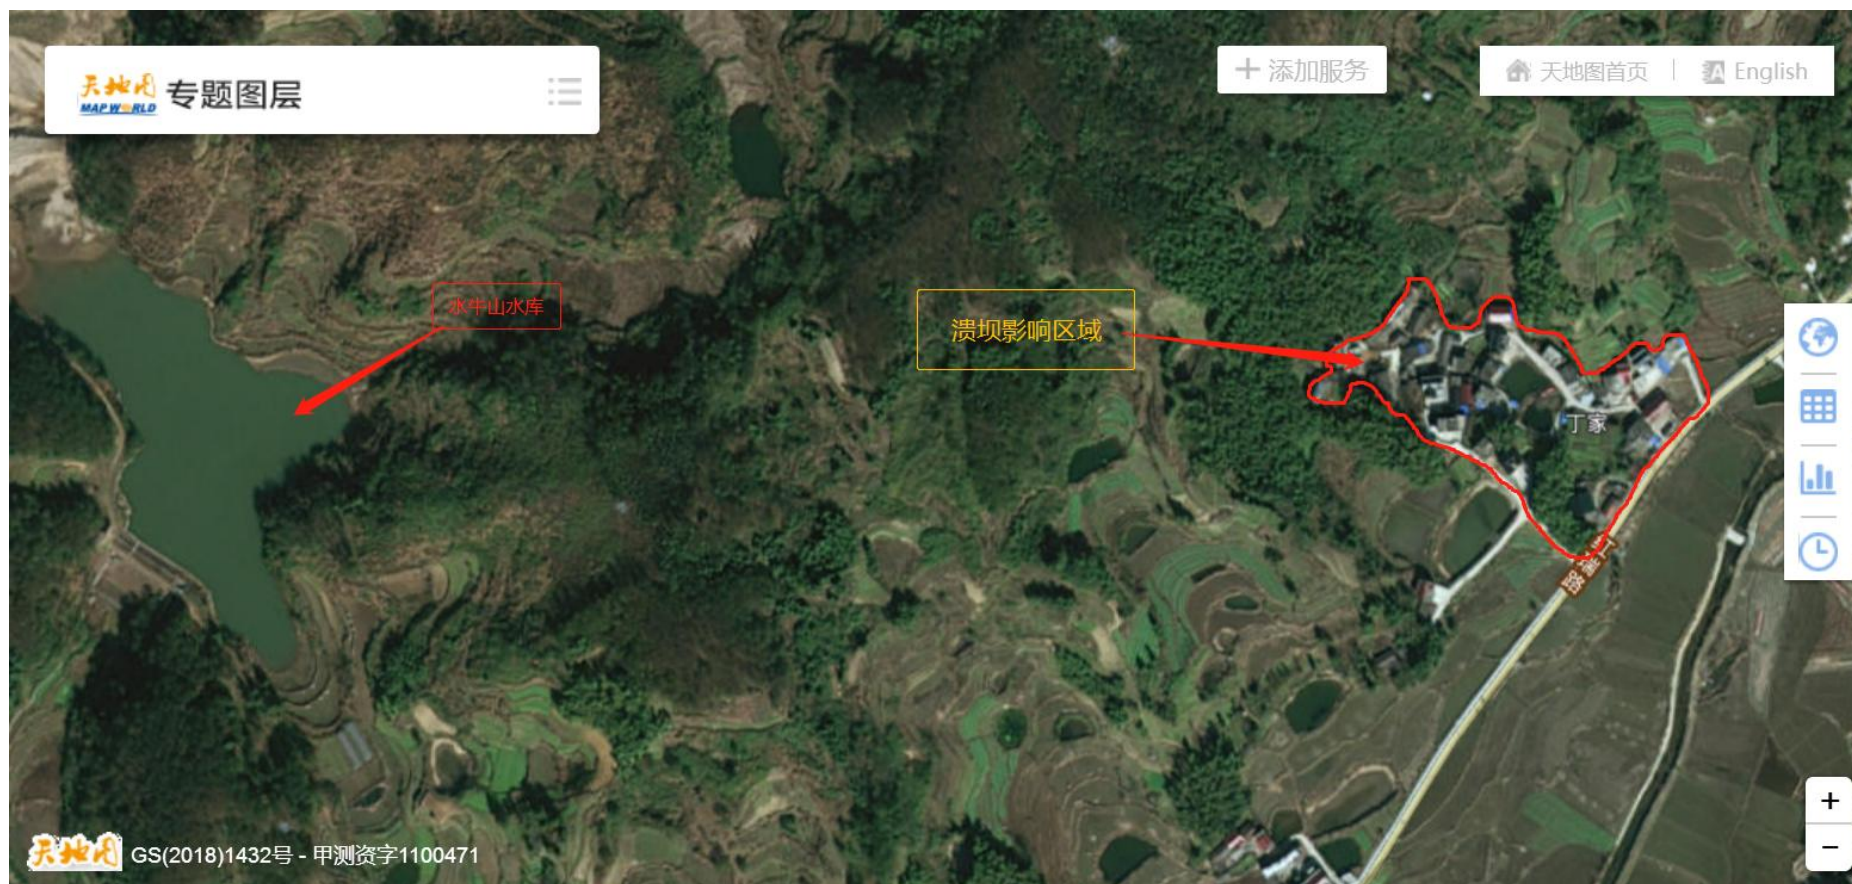 天地图
MAP WORLD
专题图层
添加服务
天地图首页
English
水牛山水库
溃坝影响区域
丁家
天地图
GS(2018)1432号 - 甲测资字1100471